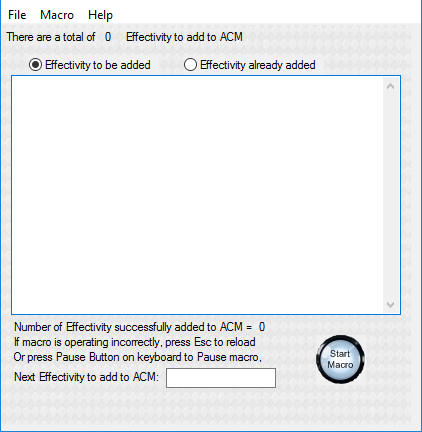 File Macro Help
There are a total of 0 Effectivity to add to ACM
Effectivity to be added Effectivity already added
Number of Effectivity successfully added to ACM = 0
If macro is operating incorrectly, press Esc to reload
Or press Pause Button on keyboard to Pause macro,
Start
Macro
Next Effectivity to add to ACM: